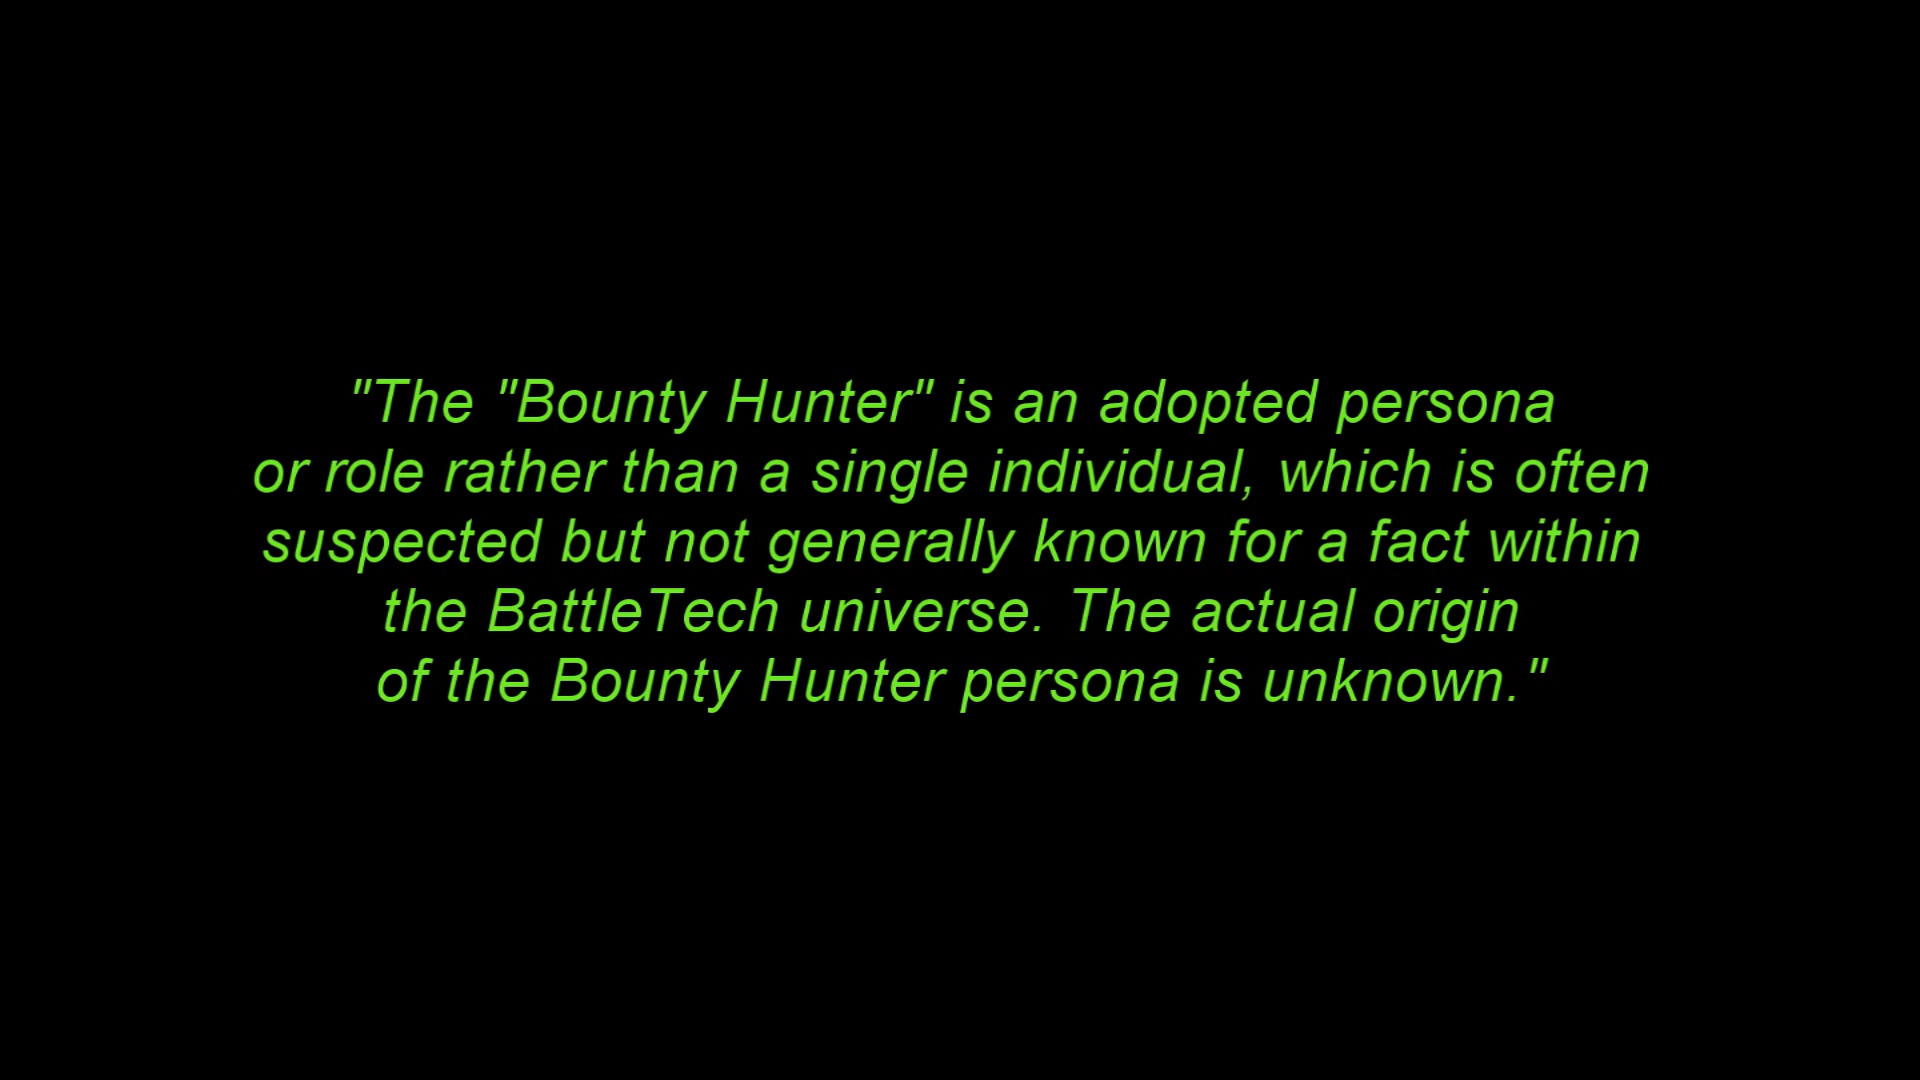 "The "Bounty Hunter" is an adopted persona
or role rather than a single individual, which is often
suspected but not generally known for a fact within
the BattleTech universe. The actual origin
of the Bounty Hunter persona is unknown."